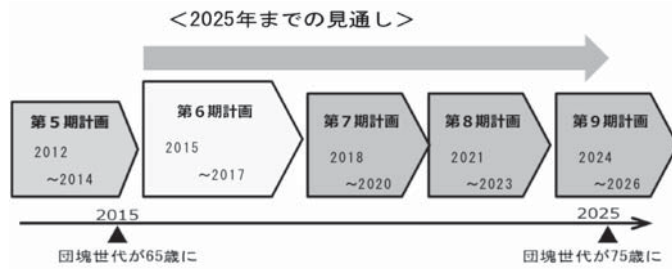 ＜2025年までの見通し＞
第５期計画
2012
～2014
第６期計画
2015
～2017
第７期計画
2018
～2020
第８期計画
2021
～2023
第９期計画
2024
～2026
2015
2025
団塊世代が65歳に
団塊世代が75歳に